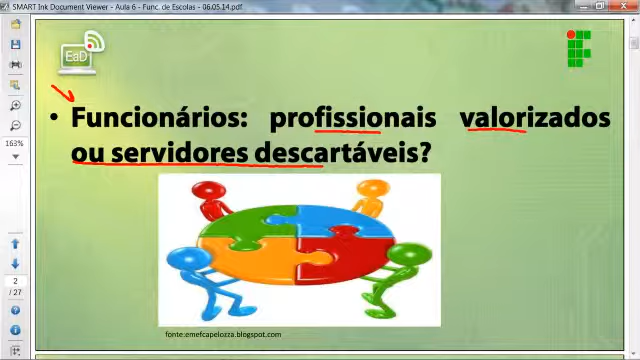 SMART Ink Document Viewer - Aula 6 - Func. de Escolas - 06.05.14.pdf
EaD
• Funcionários: profissionais valorizados
ou servidores descartáveis?
163%
2
/ 27
fonte:emefcapelozza.blogspot.com